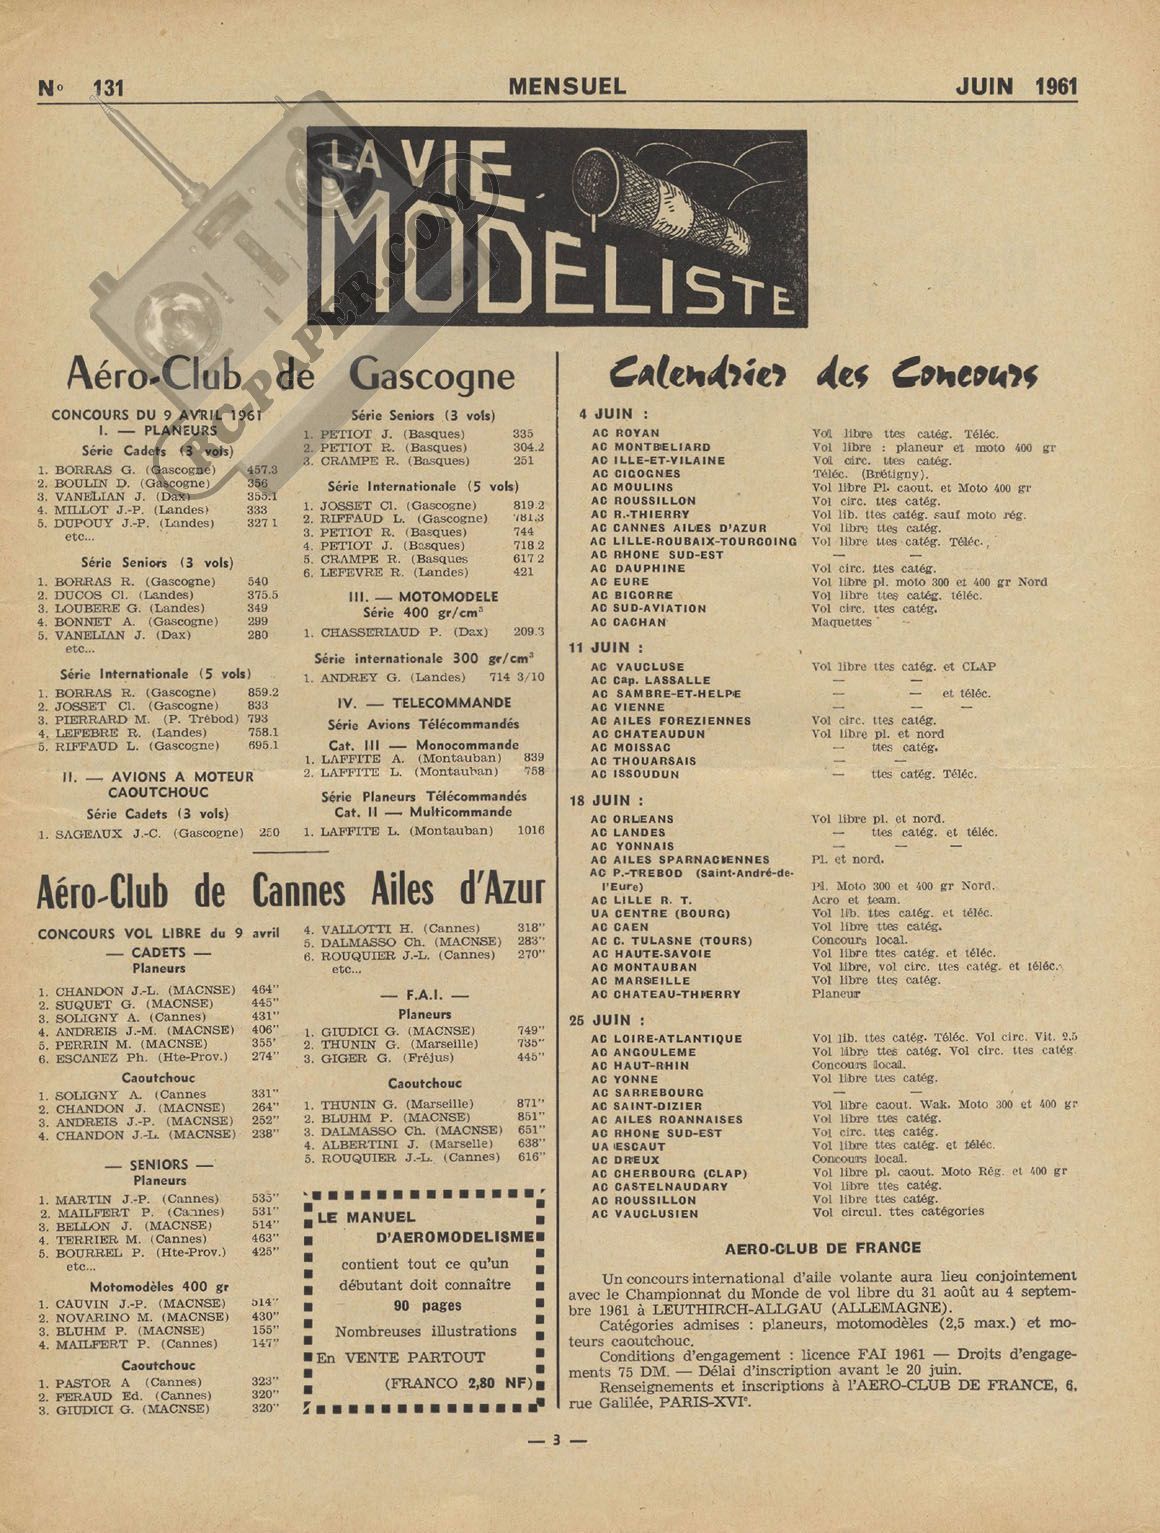 N° 131 MENSUEL JUIN 1961
LA VIE
MODELISTE
RC-PAPER.COM
Aéro-Club de Gascogne
CONCOURS DU 9 AVRIL 1961
I. — PLANEURS
Série Cadets (3 vols)
1. BORRAS G. (Gascogne) 457.3
2. BOULIN D. (Gascogne) 356
3. VANELIAN J. (Dax) 355.1
4. MILLOT J.-P. (Landes) 333
5. DUPOUY J.-P. (Landes) 327 1
etc...
Série Seniors (3 vols)
1. BORRAS R. (Gascogne) 540
2. DUCOS Cl. (Landes) 375.5
3. LOUBERE G. (Landes) 349
4. BONNET A. (Gascogne) 299
5. VANELIAN J. (Dax) 280
etc...
Série Internationale (5 vols)
1. BORRAS R. (Gascogne) 859.2
2. JOSSET Cl. (Gascogne) 833
3. PIERRARD M. (P. Trébod) 793
4. LEFEBRE R. (Landes) 758.1
5. RIFFAUD L. (Gascogne) 695.1
II. — AVIONS A MOTEUR
CAOUTCHOUC
Série Cadets (3 vols)
1. SAGEAUX J.-C. (Gascogne) 250
Série Seniors (3 vols)
1. PETIOT J. (Basques) 335
2. PETIOT R. (Basques) 304.2
3. CRAMPE R. (Basques) 251
Série Internationale (5 vols)
1. JOSSET Cl. (Gascogne) 819 2
2. RIFFAUD L. (Gascogne) 781.3
3. PETIOT R. (Basques) 744
4. PETIOT J. (Basques) 718 2
5. CRAMPE R. (Basques 617 2
6. LEFEVRE R. (Landes) 421
III. — MOTOMODELE
Série 400 gr/cm³
1. CHASSERIAUD P. (Dax) 209.3
Série internationale 300 gr/cm³
1. ANDREY G. (Landes) 714 3/10
IV. — TELECOMMANDE
Série Avions Télécommandés
Cat. III — Monocommande
1. LAFFITE A. (Montauban) 839
2. LAFFITE L. (Montauban) 758
Série Planeurs Télécommandés
Cat. II — Multicommande
1. LAFFITE L. (Montauban) 1016
Aéro-Club de Cannes Ailes d'Azur
CONCOURS VOL LIBRE du 9 avril
— CADETS —
Planeurs
1. CHANDON J.-L. (MACNSE) 464"
2. SUQUET G. (MACNSE) 445"
3. SOLIGNY A. (Cannes) 431"
4. ANDREIS J.-M. (MACNSE) 406"
5. PERRIN M. (MACNSE) 355'
6. ESCANEZ Ph. (Hte-Prov.) 274"
Caoutchouc
1. SOLIGNY A. (Cannes 331"
2. CHANDON J. (MACNSE) 264"
3. ANDREIS J.-P. (MACNSE) 252"
4. CHANDON J.-L. (MACNSE) 238"
— SENIORS —
Planeurs
1. MARTIN J.-P. (Cannes) 535"
2. MAILFERT P. (Cannes) 531"
3. BELLON J. (MACNSE) 514"
4. TERRIER M. (Cannes) 463"
5. BOURREL P. (Hte-Prov.) 425"
etc...
Motomodèles 400 gr
1. CAUVIN J.-P. (MACNSE) 514"
2. NOVARINO M. (MACNSE) 430"
3. BLUHM P. (MACNSE) 155"
4. MAILFERT P. (Cannes) 147"
Caoutchouc
1. PASTOR A (Cannes) 323"
2. FERAUD Ed. (Cannes) 320"
3. GIUDICI G. (MACNSE) 320"
4. VALLOTTI H. (Cannes) 318"
5. DALMASSO Ch. (MACNSE) 283"
6. ROUQUIER J.-L. (Cannes) 270"
etc...
— F.A.I. —
Planeurs
1. GIUDICI G. (MACNSE) 749"
2. THUNIN G. (Marseille) 735"
3. GIGER G. (Fréjus) 445"
Caoutchouc
1. THUNIN G. (Marseille) 871"
2. BLUHM P. (MACNSE) 851"
3. DALMASSO Ch. (MACNSE) 651"
4. ALBERTINI J. (Marselle) 638"
5. ROUQUIER J.-L. (Cannes) 616"
LE MANUEL
D'AEROMODELISME
contient tout ce qu'un
débutant doit connaître
90 pages
Nombreuses illustrations
En VENTE PARTOUT
(FRANCO 2,80 NF)
Calendrier des Concours
4 JUIN :
AC ROYAN Vol libre ttes catég. Téléc.
AC MONTBELIARD Vol libre : planeur et moto 400 gr
AC ILLE-ET-VILAINE Vol circ. ttes catég.
AC CIGOGNES Téléc. (Brétigny).
AC MOULINS Vol libre Pl. caout. et Moto 400 gr
AC ROUSSILLON Vol circ. ttes catég.
AC R.-THIERRY Vol lib. ttes catég. sauf moto rég.
AC CANNES AILES D'AZUR Vol libre ttes catég.
AC LILLE-ROUBAIX-TOURCOING Vol libre ttes catég. Téléc.
AC RHONE SUD-EST — —
AC DAUPHINE Vol circ. ttes catég.
AC EURE Vol libre pl. moto 300 et 400 gr Nord
AC BIGORRE Vol libre ttes catég. téléc.
AC SUD-AVIATION Vol circ. ttes catég.
AC CACHAN Maquettes
11 JUIN :
AC VAUCLUSE Vol libre ttes catég. et CLAP
AC Cap. LASSALLE — —
AC SAMBRE-ET-HELPE — — et téléc.
AC VIENNE — — —
AC AILES FOREZIENNES Vol circ. ttes catég.
AC CHATEAUDUN Vol libre pl. et nord
AC MOISSAC — ttes catég.
AC THOUARSAIS — —
AC ISSOUDUN — ttes catég. Téléc.
18 JUIN :
AC ORLEANS Vol libre pl. et nord.
AC LANDES — ttes catég. et téléc.
AC YONNAIS — — —
AC AILES SPARNACIENNES Pl. et nord.
AC P.-TREBOD (Saint-André-de-
l'Eure) Pl. Moto 300 et 400 gr Nord.
AC LILLE R. T. Acro et team.
UA CENTRE (BOURG) Vol lib. ttes catég. et téléc.
AC CAEN Vol libre ttes catég.
AC C. TULASNE (TOURS) Concours local.
AC HAUTE-SAVOIE Vol libre ttes catég. et téléc.
AC MONTAUBAN Vol libre, vol circ. ttes catég. et téléc.
AC MARSEILLE Vol libre ttes catég.
AC CHATEAU-THIERRY Planeur
25 JUIN :
AC LOIRE-ATLANTIQUE Vol lib. ttes catég. Téléc. Vol circ. Vit. 2.5
AC ANGOULEME Vol libre ttes catég. Vol circ. ttes catég.
AC HAUT-RHIN Concours local.
AC YONNE Vol libre ttes catég.
AC SARREBOURG — —
AC SAINT-DIZIER Vol libre caout. Wak. Moto 300 et 400 gr
AC AILES ROANNAISES Vol libre ttes catég.
AC RHONE SUD-EST Vol circ. ttes catég.
UA ESCAUT Vol libre ttes catég. et téléc.
AC DREUX Concours local.
AC CHERBOURG (CLAP) Vol libre pl. caout. Moto Rég. et 400 gr
AC CASTELNAUDARY Vol libre ttes catég.
AC ROUSSILLON Vol libre ttes catég.
AC VAUCLUSIEN Vol circul. ttes catégories
AERO-CLUB DE FRANCE
Un concours international d'aile volante aura lieu conjointement
avec le Championnat du Monde de vol libre du 31 août au 4 septem-
bre 1961 à LEUTHIRCH-ALLGAU (ALLEMAGNE).
Catégories admises : planeurs, motomodèles (2,5 max.) et mo-
teurs caoutchouc.
Conditions d'engagement : licence FAI 1961 — Droits d'engage-
ments 75 DM. — Délai d'inscription avant le 20 juin.
Renseignements et inscriptions à l'AERO-CLUB DE FRANCE, 6,
rue Galilée, PARIS-XVIᵉ.
— 3 —